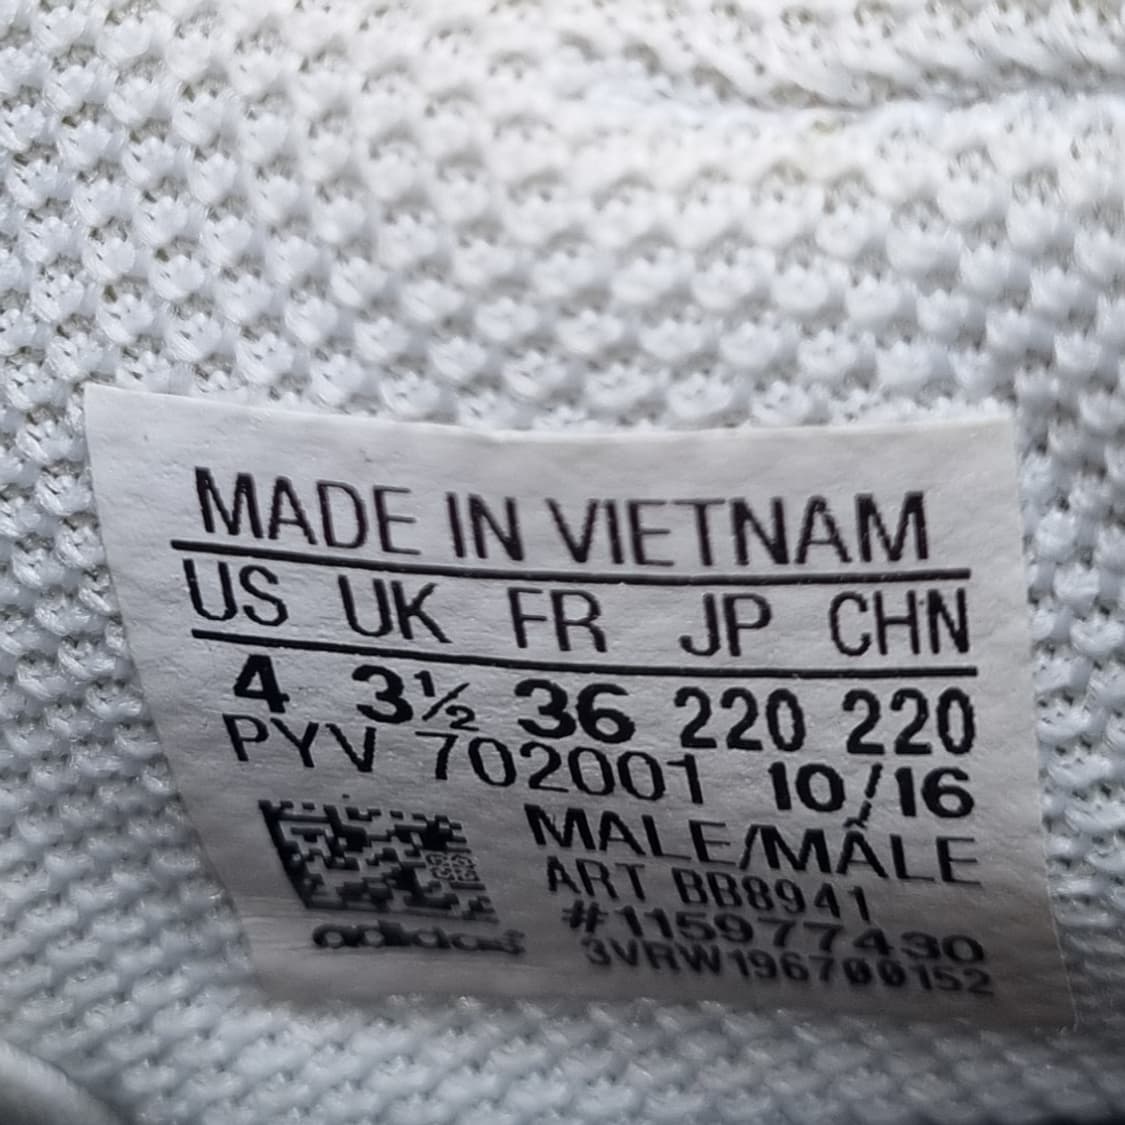 MADE IN VIETNAM
US UK FR JP CHN
4 3½ 36 220 220
PYV 702001 10/16
MALE/MÂLE
ART BB8941
#115977430
3VRW196700152
adidas